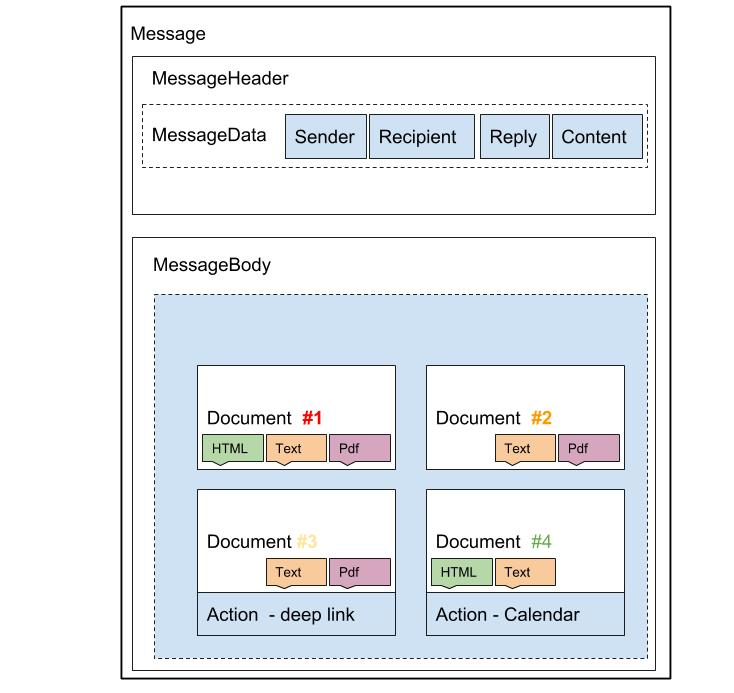 Message
MessageHeader
MessageData Sender Recipient Reply Content
MessageBody
Document #1
HTML Text Pdf
Document #2
Text Pdf
Document #3
Text Pdf
Action - deep link
Document #4
HTML Text
Action - Calendar